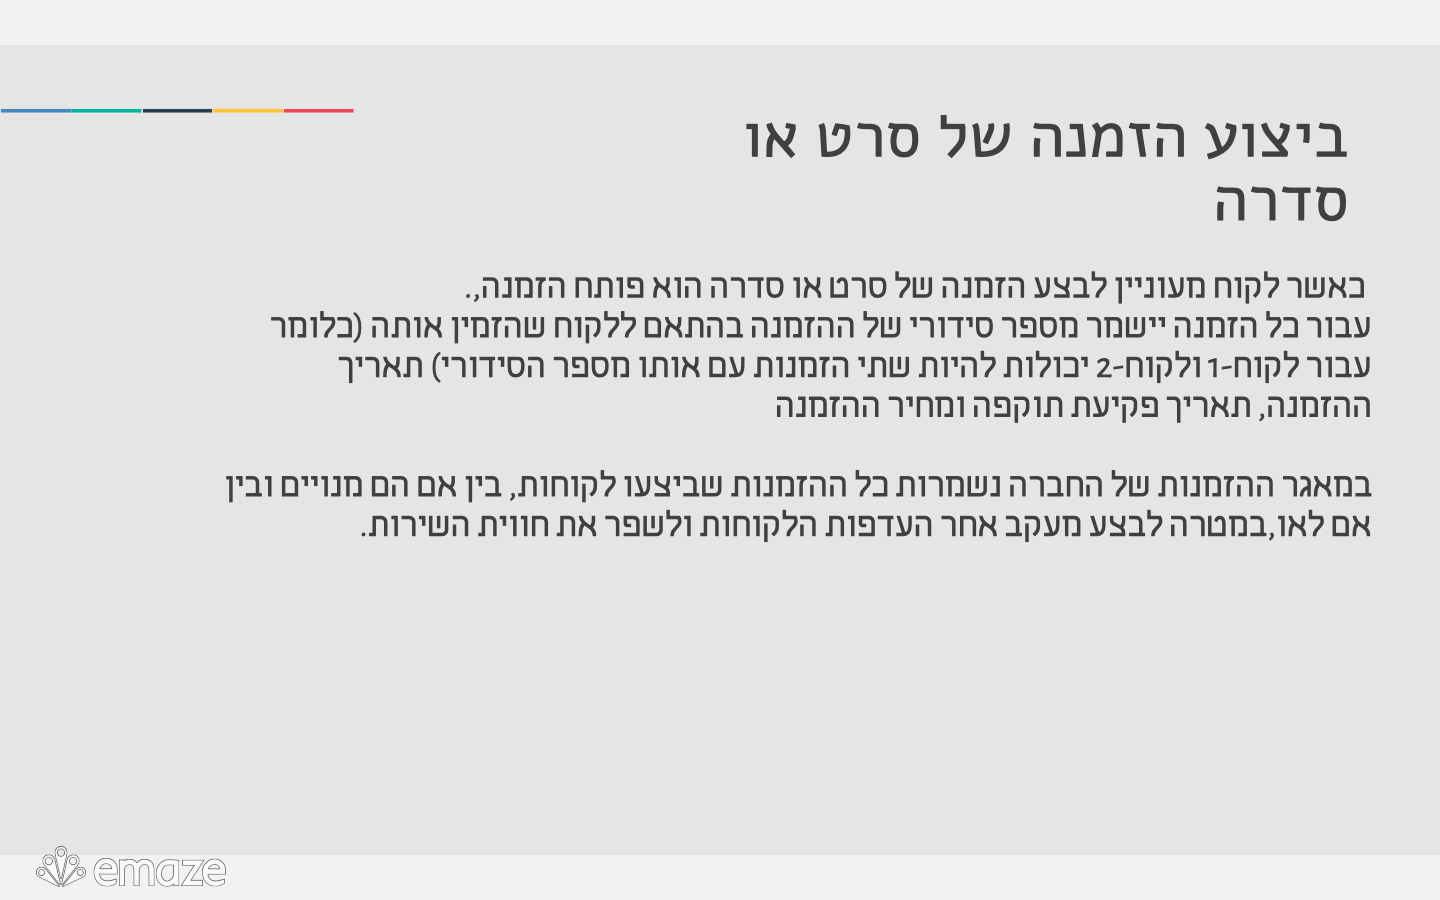 ביצוע הזמנה של סרט או
סדרה
כאשר לקוח מעוניין לבצע הזמנה של סרט או סדרה הוא פותח הזמנה,.
עבור כל הזמנה יישמר מספר סידורי של ההזמנה בהתאם ללקוח שהזמין אותה (כלומר
עבור לקוח-1 ולקוח-2 יכולות להיות שתי הזמנות עם אותו מספר הסידורי) תאריך
ההזמנה, תאריך פקיעת תוקפה ומחיר ההזמנה
במאגר ההזמנות של החברה נשמרות כל ההזמנות שביצעו לקוחות, בין אם הם מנויים ובין
אם לאו,במטרה לבצע מעקב אחר העדפות הלקוחות ולשפר את חווית השירות.
emaze